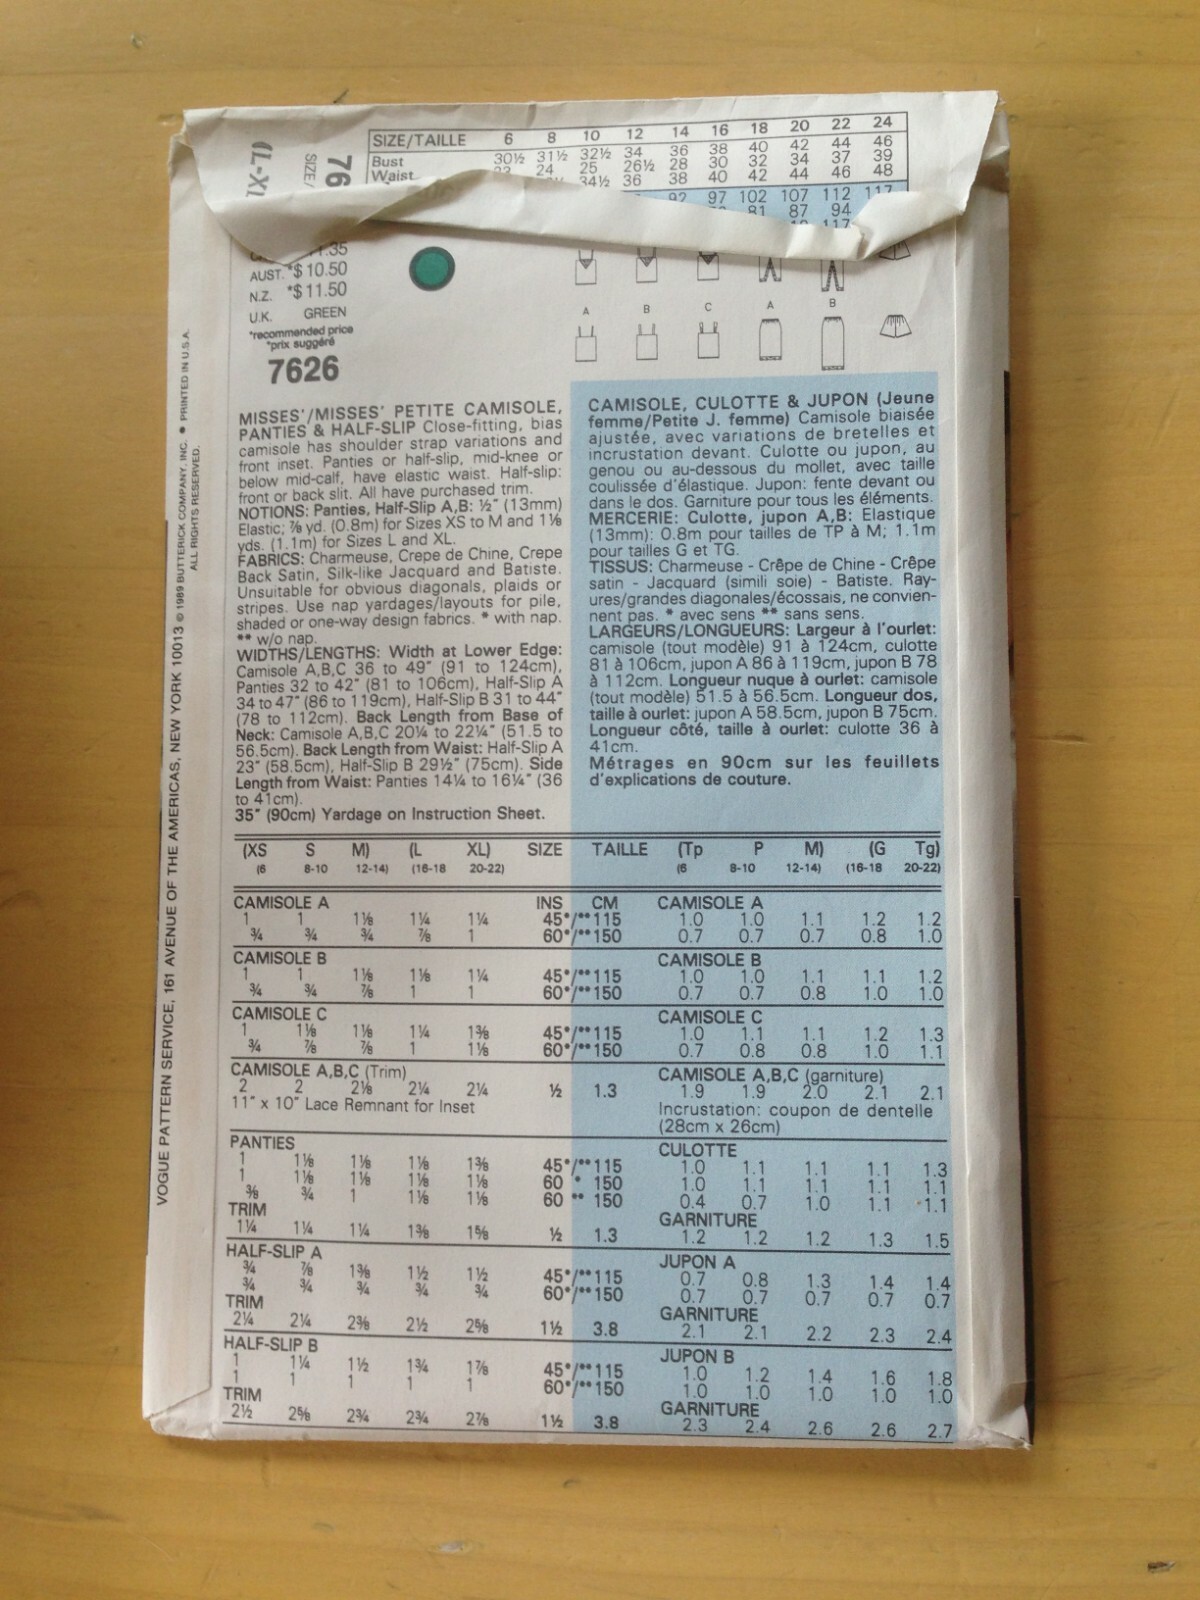 SIZE/TAILLE 6 8 10 12 14 16 18 20 22 24
Bust 30½ 31½ 32½ 34 36 38 40 42 44 46
Waist 23 24 25 26½ 28 30 32 34 37 39
34½ 36 38 40 42 44 46 48
92 97 102 107 112 117
81 87 94
(L-XL
SIZE/
76
AUST. *$ 10.50
N.Z. *$ 11.50
U.K. GREEN
*recommended price
*prix suggéré
7626
A B C A B
MISSES'/MISSES' PETITE CAMISOLE,
PANTIES & HALF-SLIP Close-fitting, bias
camisole has shoulder strap variations and
front inset. Panties or half-slip, mid-knee or
below mid-calf, have elastic waist. Half-slip:
front or back slit. All have purchased trim.
NOTIONS: Panties, Half-Slip A,B: ½" (13mm)
Elastic; ⅞ yd. (0.8m) for Sizes XS to M and 1⅛
yds. (1.1m) for Sizes L and XL.
FABRICS: Charmeuse, Crepe de Chine, Crepe
Back Satin, Silk-like Jacquard and Batiste.
Unsuitable for obvious diagonals, plaids or
stripes. Use nap yardages/layouts for pile,
shaded or one-way design fabrics. * with nap.
** w/o nap.
WIDTHS/LENGTHS: Width at Lower Edge:
Camisole A,B,C 36 to 49" (91 to 124cm),
Panties 32 to 42" (81 to 106cm), Half-Slip A
34 to 47" (86 to 119cm), Half-Slip B 31 to 44"
(78 to 112cm). Back Length from Base of
Neck: Camisole A,B,C 20¼ to 22¼" (51.5 to
56.5cm). Back Length from Waist: Half-Slip A
23" (58.5cm), Half-Slip B 29½" (75cm). Side
Length from Waist: Panties 14¼ to 16¼" (36
to 41cm).
35" (90cm) Yardage on Instruction Sheet.
CAMISOLE, CULOTTE & JUPON (Jeune
femme/Petite J. femme) Camisole biaisée
ajustée, avec variations de bretelles et
incrustation devant. Culotte ou jupon, au
genou ou au-dessous du mollet, avec taille
coulissée d'élastique. Jupon: fente devant ou
dans le dos. Garniture pour tous les éléments.
MERCERIE: Culotte, jupon A,B: Elastique
(13mm): 0.8m pour tailles de TP à M; 1.1m
pour tailles G et TG.
TISSUS: Charmeuse - Crêpe de Chine - Crêpe
satin - Jacquard (simili soie) - Batiste. Ray-
ures/grandes diagonales/écossais, ne convien-
nent pas. * avec sens ** sans sens.
LARGEURS/LONGUEURS: Largeur à l'ourlet:
camisole (tout modèle) 91 à 124cm, culotte
81 à 106cm, jupon A 86 à 119cm, jupon B 78
à 112cm. Longueur nuque à ourlet: camisole
(tout modèle) 51.5 à 56.5cm. Longueur dos,
taille à ourlet: jupon A 58.5cm, jupon B 75cm.
Longueur côté, taille à ourlet: culotte 36 à
41cm.
Métrages en 90cm sur les feuillets
d'explications de couture.
(XS S M) (L XL) SIZE TAILLE (Tp P M) (G Tg)
(6 8-10 12-14) (16-18 20-22) (6 8-10 12-14) (16-18 20-22)
CAMISOLE A INS CM CAMISOLE A
1 1 1⅛ 1¼ 1¼ 45*/**115 1.0 1.0 1.1 1.2 1.2
¾ ¾ ¾ ⅞ 1 60*/**150 0.7 0.7 0.7 0.8 1.0
CAMISOLE B CAMISOLE B
1 1 1⅛ 1⅛ 1¼ 45*/**115 1.0 1.0 1.1 1.1 1.2
¾ ¾ ⅞ 1 1 60*/**150 0.7 0.7 0.8 1.0 1.0
CAMISOLE C CAMISOLE C
1 1⅛ 1⅛ 1¼ 1⅜ 45*/**115 1.0 1.1 1.1 1.2 1.3
¾ ⅞ ⅞ 1 1⅛ 60*/**150 0.7 0.8 0.8 1.0 1.1
CAMISOLE A,B,C (Trim) CAMISOLE A,B,C (garniture)
2 2 2⅛ 2¼ 2¼ ½ 1.3 1.9 1.9 2.0 2.1 2.1
11" x 10" Lace Remnant for Inset Incrustation: coupon de dentelle
(28cm x 26cm)
PANTIES CULOTTE
1 1⅛ 1⅛ 1⅛ 1⅜ 45*/**115 1.0 1.1 1.1 1.1 1.3
1 1⅛ 1⅛ 1⅛ 1⅛ 60 * 150 1.0 1.1 1.1 1.1 1.1
⅜ ¾ 1 1⅛ 1⅛ 60 ** 150 0.4 0.7 1.0 1.1 1.1
TRIM GARNITURE
1¼ 1¼ 1¼ 1⅜ 1⅝ ½ 1.3 1.2 1.2 1.2 1.3 1.5
HALF-SLIP A JUPON A
¾ ⅞ 1⅜ 1½ 1½ 45*/**115 0.7 0.8 1.3 1.4 1.4
¾ ¾ ¾ ¾ ¾ 60*/**150 0.7 0.7 0.7 0.7 0.7
TRIM GARNITURE
2¼ 2¼ 2⅜ 2½ 2⅝ 1½ 3.8 2.1 2.1 2.2 2.3 2.4
HALF-SLIP B JUPON B
1 1¼ 1½ 1¾ 1⅞ 45*/**115 1.0 1.2 1.4 1.6 1.8
1 1 1 1 1 60*/**150 1.0 1.0 1.0 1.0 1.0
TRIM GARNITURE
2½ 2⅝ 2¾ 2¾ 2⅞ 1½ 3.8 2.3 2.4 2.6 2.6 2.7
VOGUE PATTERN SERVICE, 161 AVENUE OF THE AMERICAS, NEW YORK 10013 © 1989 BUTTERICK COMPANY, INC. ● PRINTED IN U.S.A.
ALL RIGHTS RESERVED.